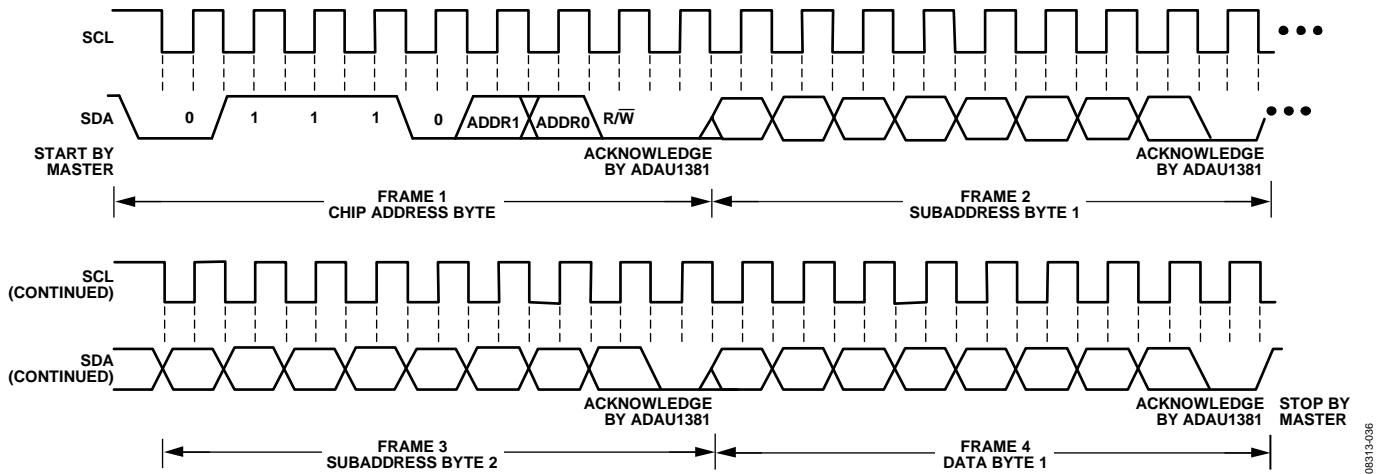 SCL
SDA
0 1 1 1 0 ADDR1 ADDR0 R/W̅
START BY
MASTER
ACKNOWLEDGE
BY ADAU1381
ACKNOWLEDGE
BY ADAU1381
FRAME 1
CHIP ADDRESS BYTE
FRAME 2
SUBADDRESS BYTE 1
SCL
(CONTINUED)
SDA
(CONTINUED)
ACKNOWLEDGE
BY ADAU1381
ACKNOWLEDGE
BY ADAU1381
STOP BY
MASTER
FRAME 3
SUBADDRESS BYTE 2
FRAME 4
DATA BYTE 1
08313-036